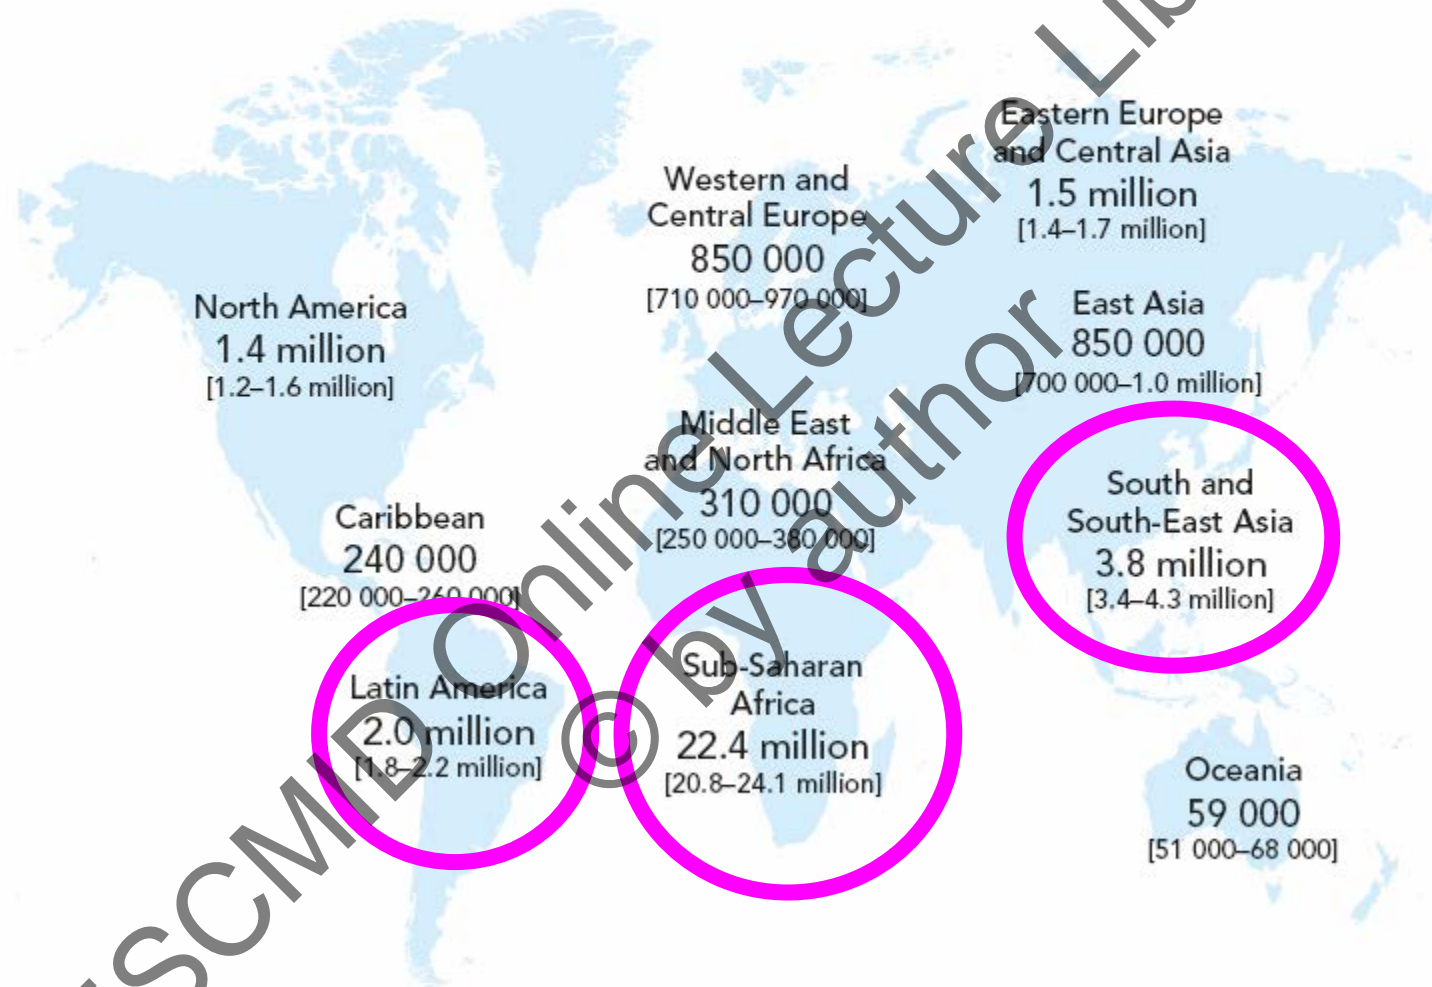 Eastern Europe
and Central Asia
1.5 million
[1.4–1.7 million]
Western and
Central Europe
850 000
[710 000–970 000]
North America
1.4 million
[1.2–1.6 million]
East Asia
850 000
[700 000–1.0 million]
Middle East
and North Africa
310 000
[250 000–380 000]
South and
South-East Asia
3.8 million
[3.4–4.3 million]
Caribbean
240 000
[220 000–260 000]
Latin America
2.0 million
[1.8–2.2 million]
Sub-Saharan
Africa
22.4 million
[20.8–24.1 million]
Oceania
59 000
[51 000–68 000]
Online Lecture
© by author